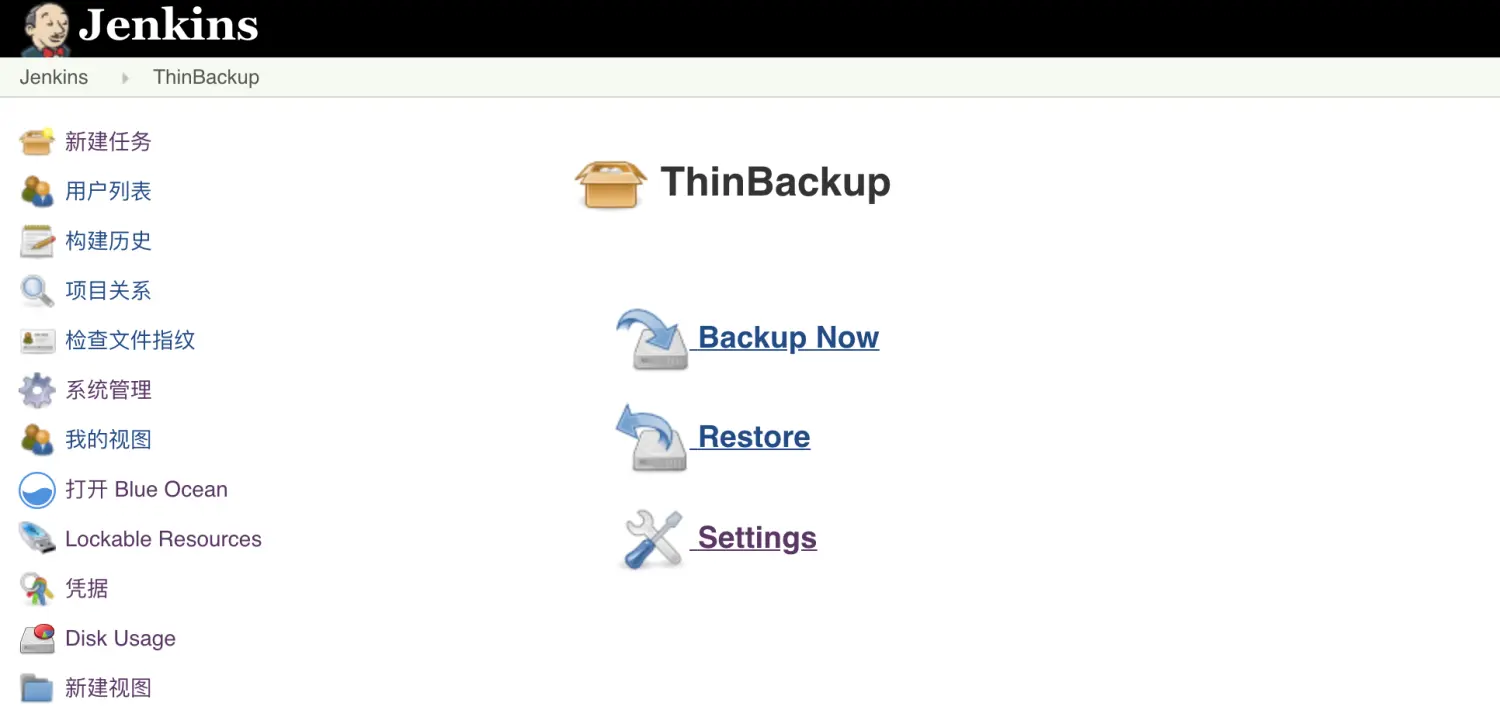 Jenkins
Jenkins ThinBackup
新建任务
用户列表
构建历史
项目关系
检查文件指纹
系统管理
我的视图
打开 Blue Ocean
Lockable Resources
凭据
Disk Usage
新建视图
ThinBackup
Backup Now
Restore
Settings